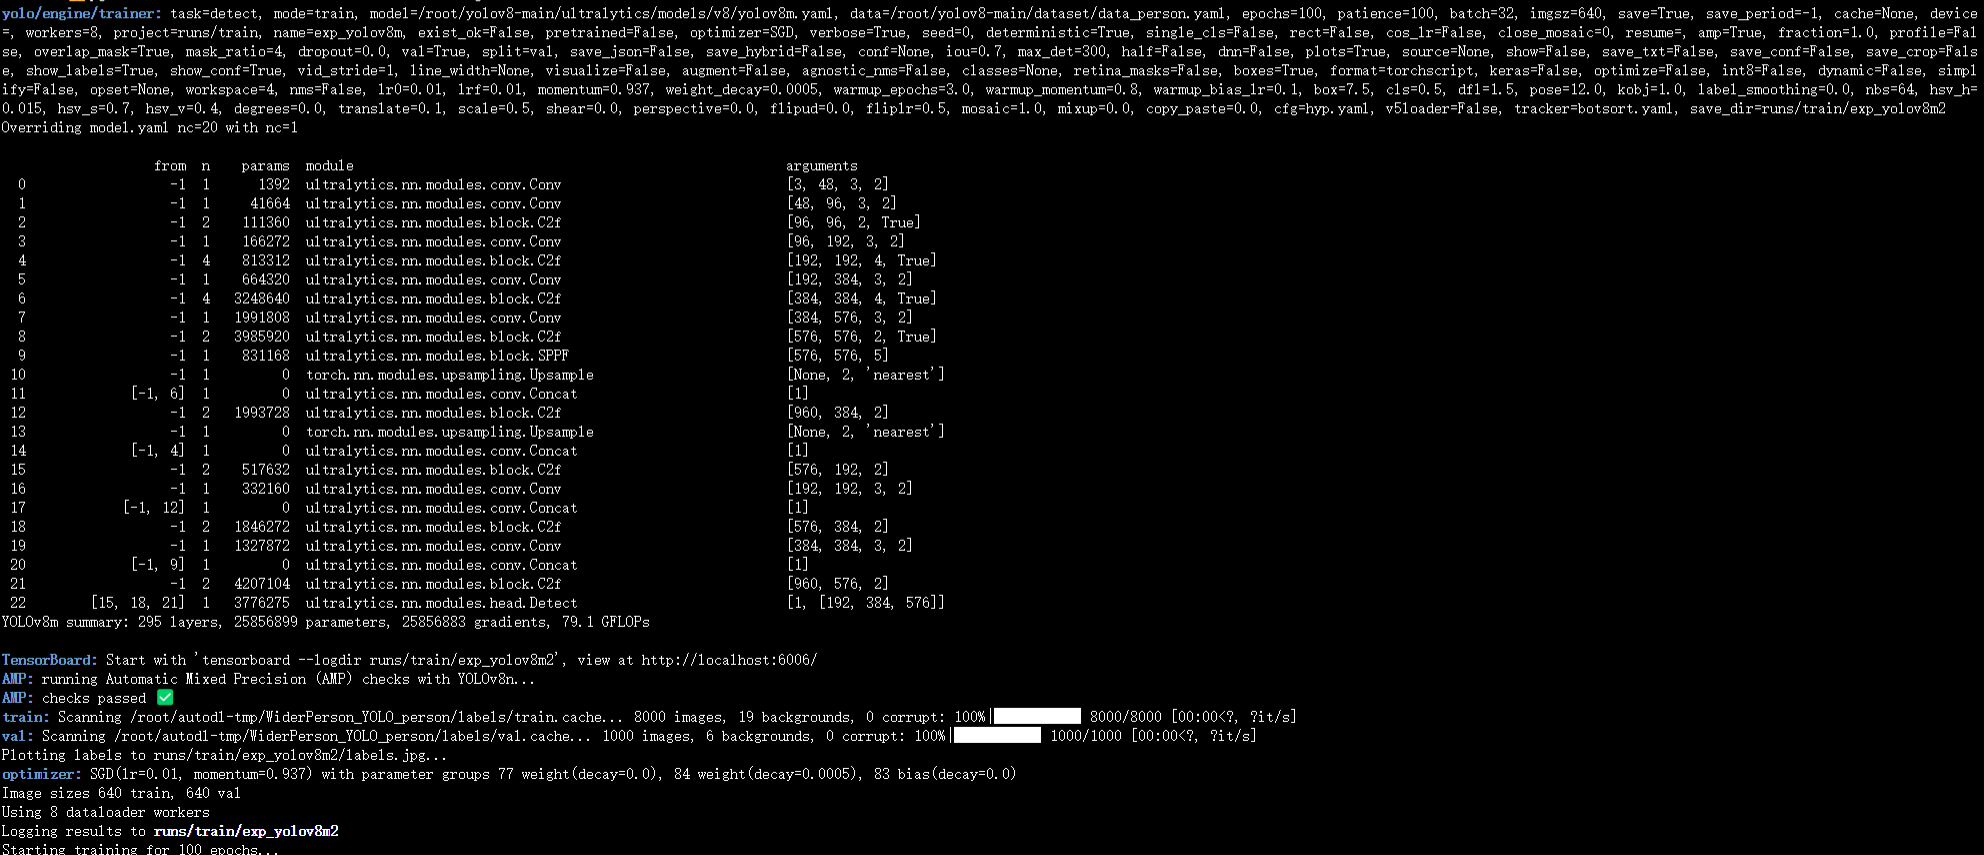 yolo/engine/trainer: task=detect, mode=train, model=/root/yolov8-main/ultralytics/models/v8/yolov8m.yaml, data=/root/yolov8-main/dataset/data_person.yaml, epochs=100, patience=100, batch=32, imgsz=640, save=True, save_period=-1, cache=None, device
=, workers=8, project=runs/train, name=exp_yolov8m, exist_ok=False, pretrained=False, optimizer=SGD, verbose=True, seed=0, deterministic=True, single_cls=False, rect=False, cos_lr=False, close_mosaic=0, resume=, amp=True, fraction=1.0, profile=Fal
se, overlap_mask=True, mask_ratio=4, dropout=0.0, val=True, split=val, save_json=False, save_hybrid=False, conf=None, iou=0.7, max_det=300, half=False, dnn=False, plots=True, source=None, show=False, save_txt=False, save_conf=False, save_crop=Fals
e, show_labels=True, show_conf=True, vid_stride=1, line_width=None, visualize=False, augment=False, agnostic_nms=False, classes=None, retina_masks=False, boxes=True, format=torchscript, keras=False, optimize=False, int8=False, dynamic=False, simpl
ify=False, opset=None, workspace=4, nms=False, lr0=0.01, lrf=0.01, momentum=0.937, weight_decay=0.0005, warmup_epochs=3.0, warmup_momentum=0.8, warmup_bias_lr=0.1, box=7.5, cls=0.5, dfl=1.5, pose=12.0, kobj=1.0, label_smoothing=0.0, nbs=64, hsv_h=
0.015, hsv_s=0.7, hsv_v=0.4, degrees=0.0, translate=0.1, scale=0.5, shear=0.0, perspective=0.0, flipud=0.0, fliplr=0.5, mosaic=1.0, mixup=0.0, copy_paste=0.0, cfg=hyp.yaml, v5loader=False, tracker=botsort.yaml, save_dir=runs/train/exp_yolov8m2
Overriding model.yaml nc=20 with nc=1
from n params module arguments
0 -1 1 1392 ultralytics.nn.modules.conv.Conv [3, 48, 3, 2]
1 -1 1 41664 ultralytics.nn.modules.conv.Conv [48, 96, 3, 2]
2 -1 2 111360 ultralytics.nn.modules.block.C2f [96, 96, 2, True]
3 -1 1 166272 ultralytics.nn.modules.conv.Conv [96, 192, 3, 2]
4 -1 4 813312 ultralytics.nn.modules.block.C2f [192, 192, 4, True]
5 -1 1 664320 ultralytics.nn.modules.conv.Conv [192, 384, 3, 2]
6 -1 4 3248640 ultralytics.nn.modules.block.C2f [384, 384, 4, True]
7 -1 1 1991808 ultralytics.nn.modules.conv.Conv [384, 576, 3, 2]
8 -1 2 3985920 ultralytics.nn.modules.block.C2f [576, 576, 2, True]
9 -1 1 831168 ultralytics.nn.modules.block.SPPF [576, 576, 5]
10 -1 1 0 torch.nn.modules.upsampling.Upsample [None, 2, 'nearest']
11 [-1, 6] 1 0 ultralytics.nn.modules.conv.Concat [1]
12 -1 2 1993728 ultralytics.nn.modules.block.C2f [960, 384, 2]
13 -1 1 0 torch.nn.modules.upsampling.Upsample [None, 2, 'nearest']
14 [-1, 4] 1 0 ultralytics.nn.modules.conv.Concat [1]
15 -1 2 517632 ultralytics.nn.modules.block.C2f [576, 192, 2]
16 -1 1 332160 ultralytics.nn.modules.conv.Conv [192, 192, 3, 2]
17 [-1, 12] 1 0 ultralytics.nn.modules.conv.Concat [1]
18 -1 2 1846272 ultralytics.nn.modules.block.C2f [576, 384, 2]
19 -1 1 1327872 ultralytics.nn.modules.conv.Conv [384, 384, 3, 2]
20 [-1, 9] 1 0 ultralytics.nn.modules.conv.Concat [1]
21 -1 2 4207104 ultralytics.nn.modules.block.C2f [960, 576, 2]
22 [15, 18, 21] 1 3776275 ultralytics.nn.modules.head.Detect [1, [192, 384, 576]]
YOLOv8m summary: 295 layers, 25856899 parameters, 25856883 gradients, 79.1 GFLOPs
TensorBoard: Start with 'tensorboard --logdir runs/train/exp_yolov8m2', view at http://localhost:6006/
AMP: running Automatic Mixed Precision (AMP) checks with YOLOv8n...
AMP: checks passed ✅
train: Scanning /root/autodl-tmp/WiderPerson_YOLO_person/labels/train.cache... 8000 images, 19 backgrounds, 0 corrupt: 100%|██████████ 8000/8000 [00:00<?, ?it/s]
val: Scanning /root/autodl-tmp/WiderPerson_YOLO_person/labels/val.cache... 1000 images, 6 backgrounds, 0 corrupt: 100%|██████████ 1000/1000 [00:00<?, ?it/s]
Plotting labels to runs/train/exp_yolov8m2/labels.jpg...
optimizer: SGD(lr=0.01, momentum=0.937) with parameter groups 77 weight(decay=0.0), 84 weight(decay=0.0005), 83 bias(decay=0.0)
Image sizes 640 train, 640 val
Using 8 dataloader workers
Logging results to runs/train/exp_yolov8m2
Starting training for 100 epochs...